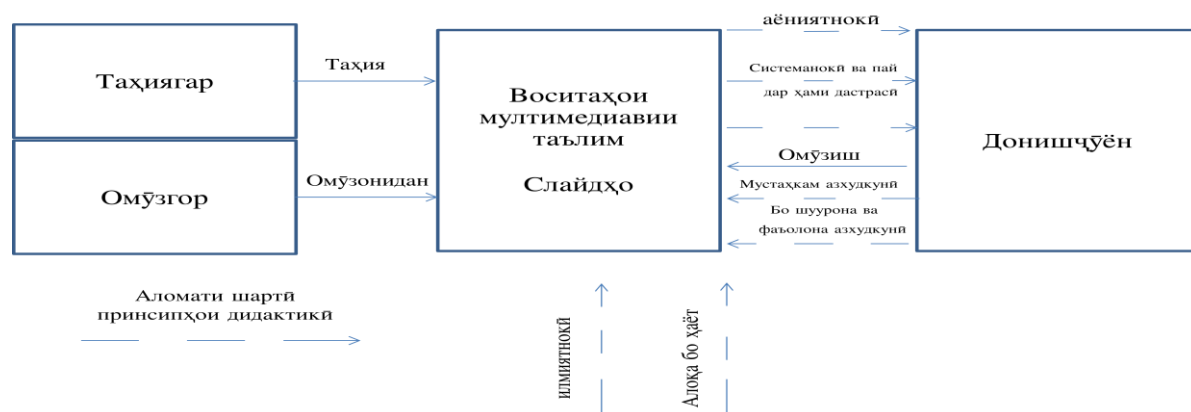 Таҳиягар
Омӯзгор
Таҳия
Омӯзонидан
Воситаҳои
мултимедиавии
таълим
Слайдҳо
аёниятнокӣ
Системанокӣ ва пай
дар ҳами дастрасӣ
Омӯзиш
Мустаҳкам азхудкунӣ
Бо шуурона ва
фаъолона азхудкунӣ
Донишҷӯён
Аломати шартӣ
принсипҳои дидактикӣ
илмиятнокӣ
Алоқа бо ҳаёт